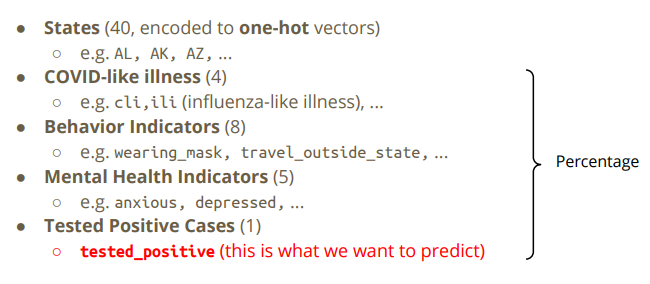 ● States (40, encoded to one-hot vectors)
○ e.g. AL, AK, AZ, ...
● COVID-like illness (4)
○ e.g. cli,ili (influenza-like illness), ...
● Behavior Indicators (8)
○ e.g. wearing_mask, travel_outside_state, ...
● Mental Health Indicators (5)
○ e.g. anxious, depressed, ...
● Tested Positive Cases (1)
○ tested_positive (this is what we want to predict)
Percentage